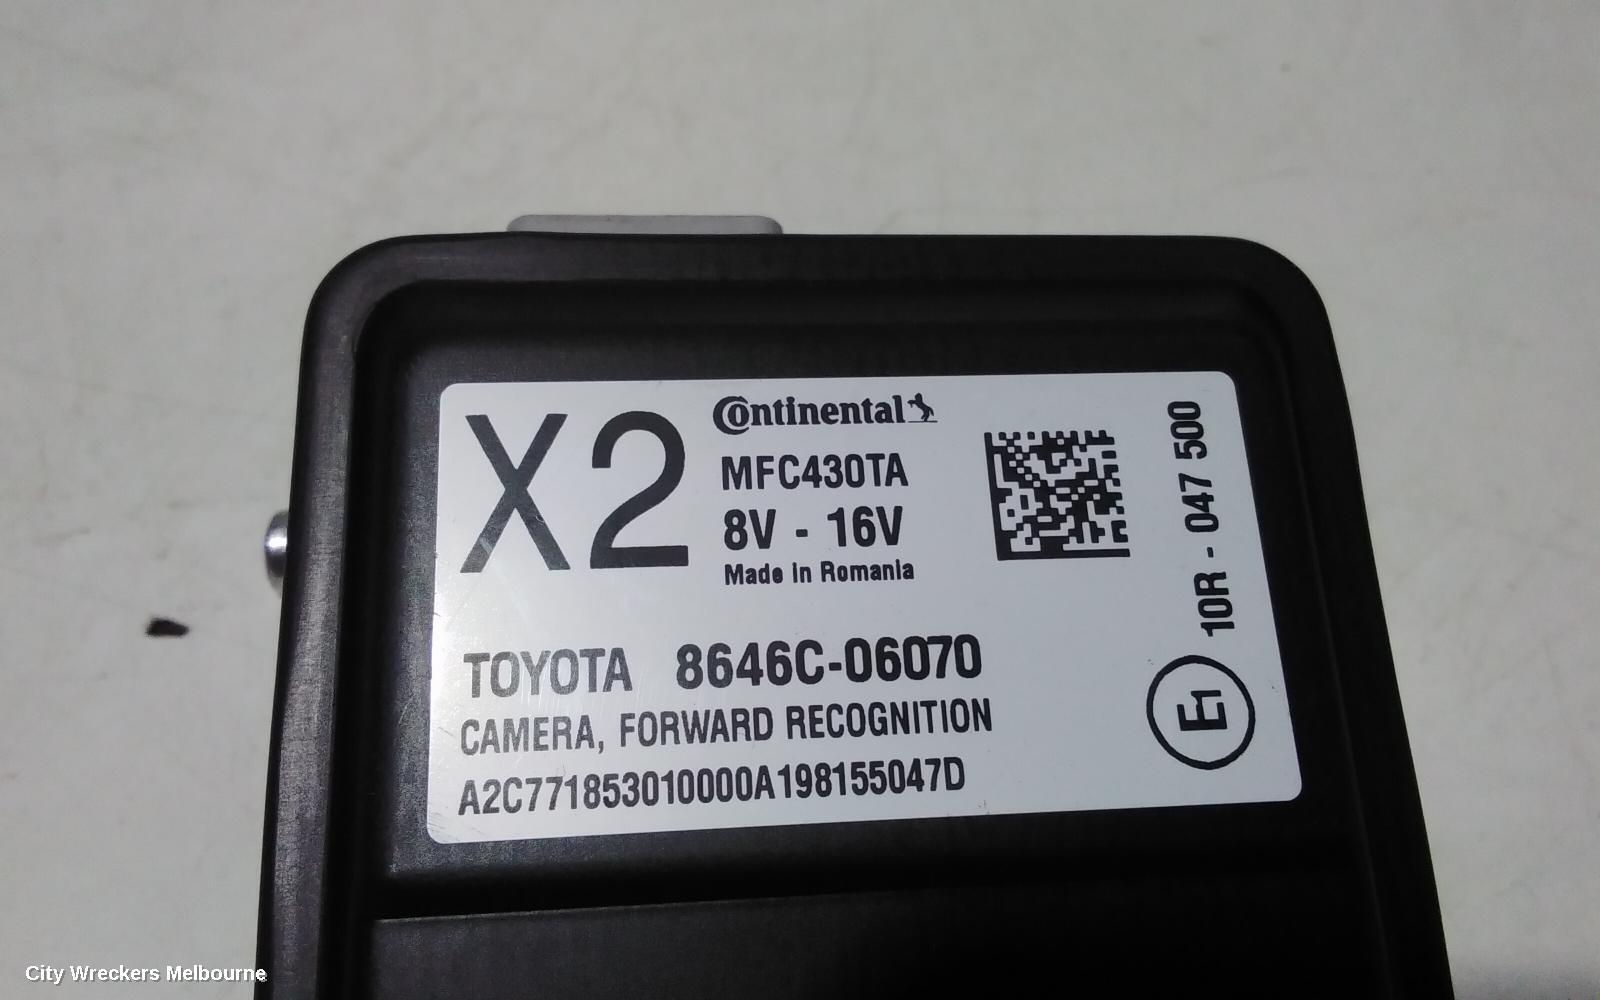 X2
Continental
MFC430TA
8V - 16V
Made in Romania
10R - 047 500
E1
TOYOTA 8646C-06070
CAMERA, FORWARD RECOGNITION
A2C771853010000A198155047D
City Wreckers Melbourne